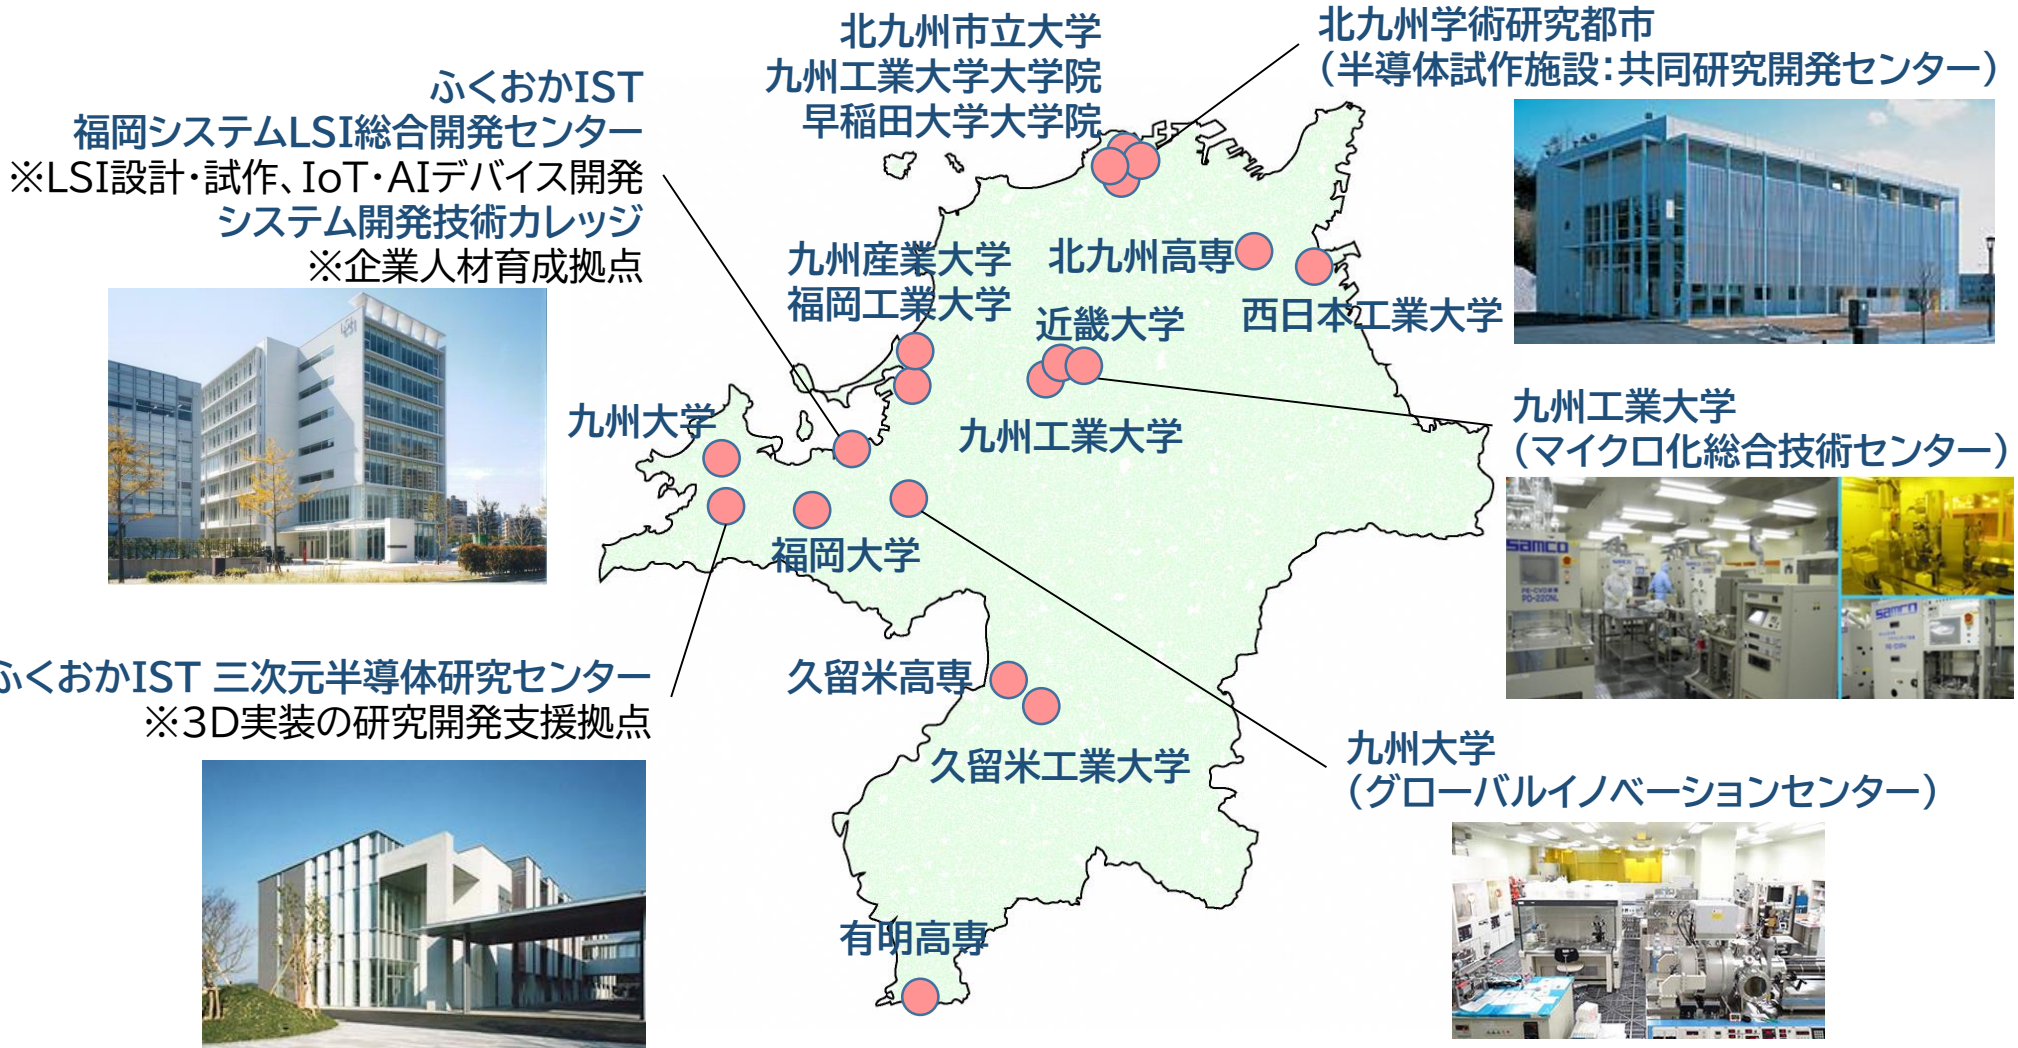 北九州市立大学
九州工業大学大学院
早稲田大学大学院
北九州学術研究都市
（半導体試作施設：共同研究開発センター）
ふくおかIST
福岡システムLSI総合開発センター
※LSI設計・試作、IoT・AIデバイス開発
システム開発技術カレッジ
※企業人材育成拠点
九州産業大学
福岡工業大学
北九州高専
西日本工業大学
近畿大学
九州工業大学
九州大学
福岡大学
九州工業大学
（マイクロ化総合技術センター）
samco
PE-CVD装置
PD-220NL
samco
ふくおかIST 三次元半導体研究センター
※3D実装の研究開発支援拠点
久留米高専
久留米工業大学
九州大学
（グローバルイノベーションセンター）
有明高専